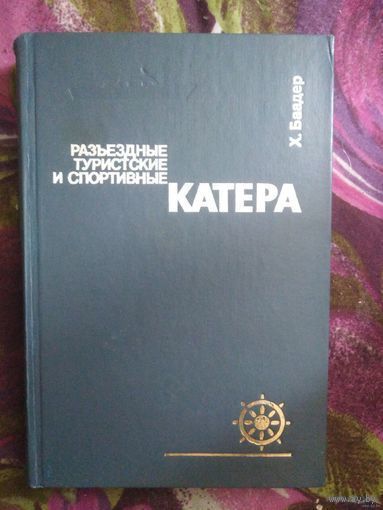 Х. Баадер
РАЗЪЕЗДНЫЕ
ТУРИСТСКИЕ
И СПОРТИВНЫЕ
КАТЕРА